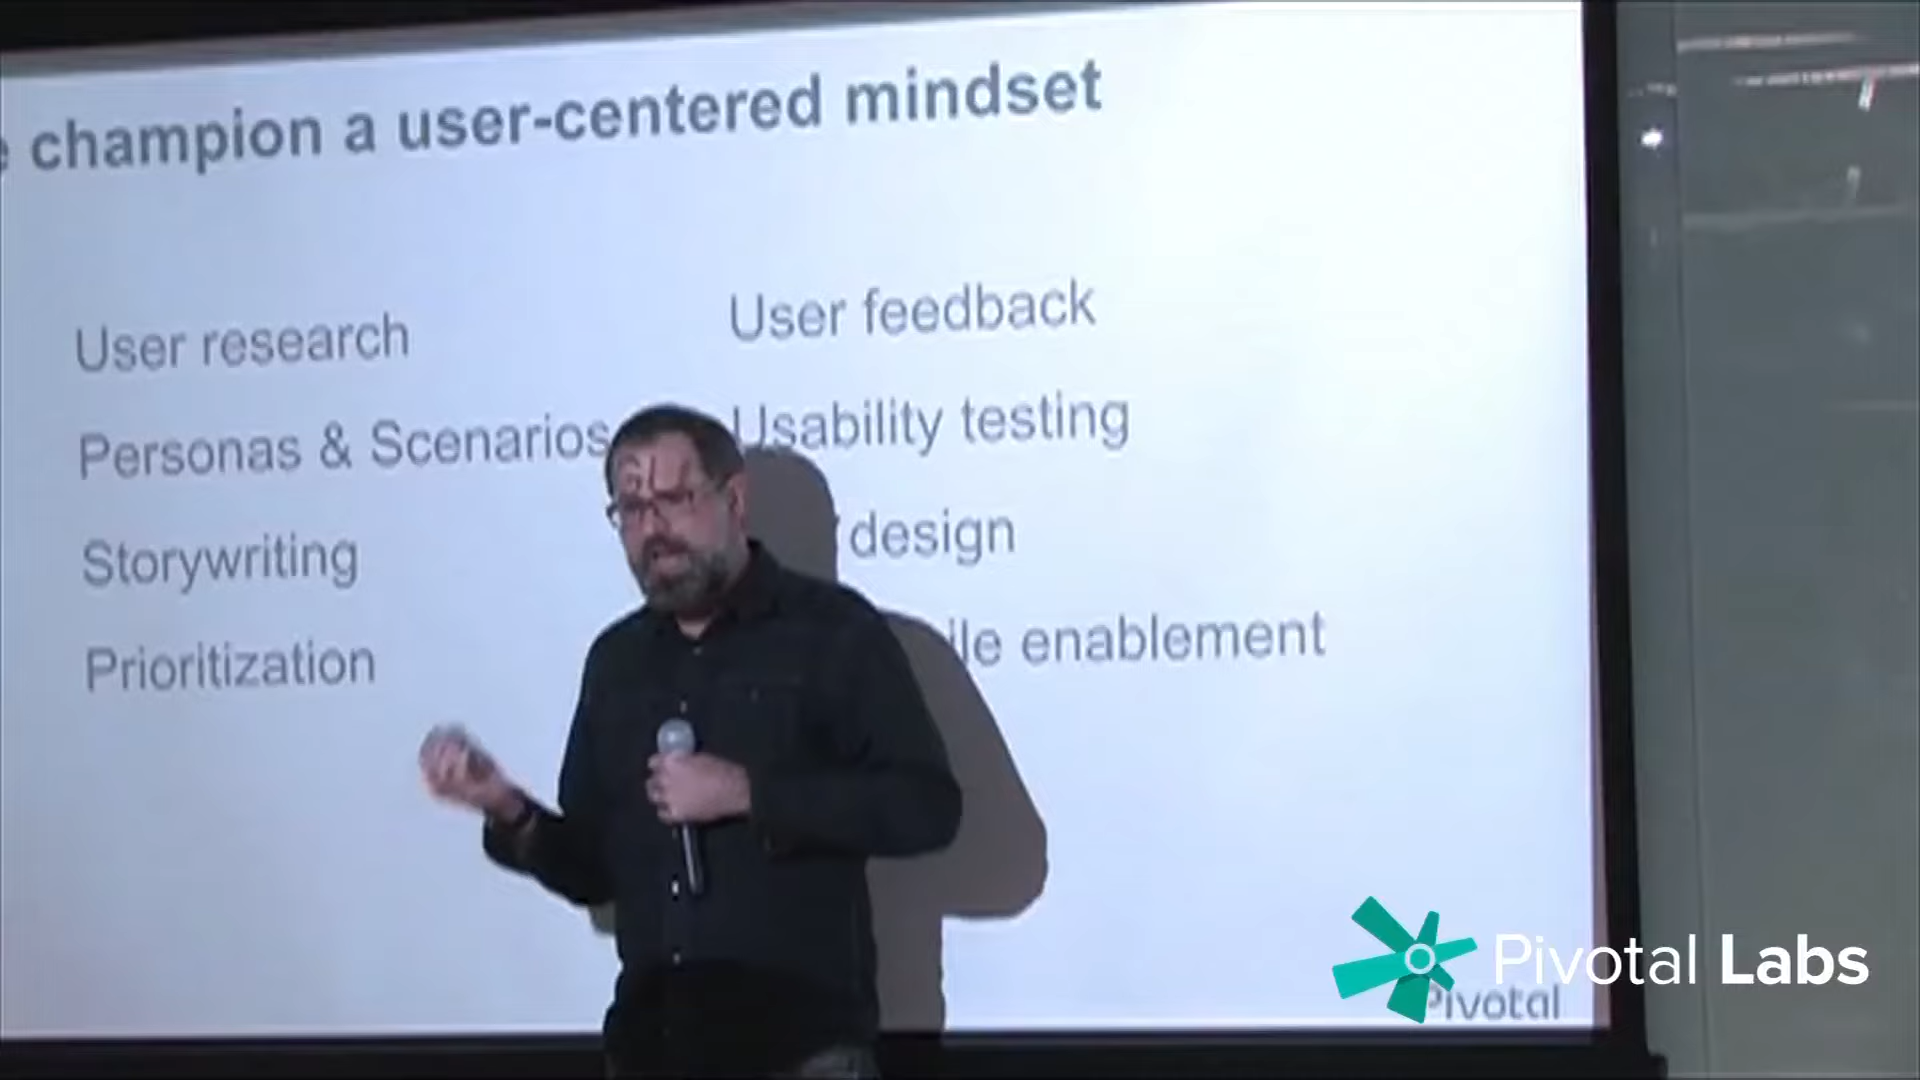 champion a user-centered mindset
User research
User feedback
Personas & Scenarios
Usability testing
Storywriting
design
Prioritization
enablement
Pivotal Labs
Pivotal